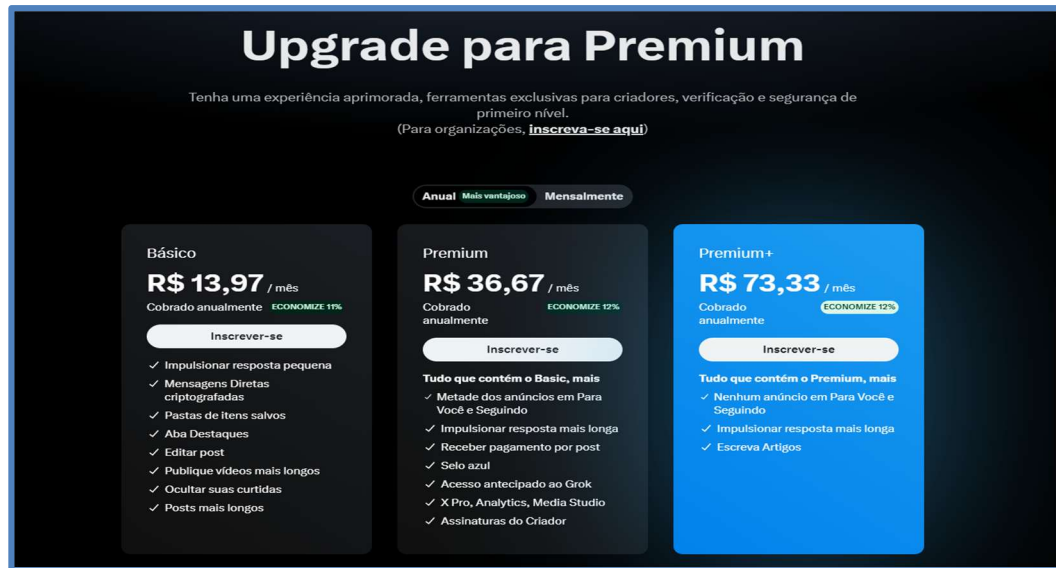 Upgrade para Premium
Tenha uma experiência aprimorada, ferramentas exclusivas para criadores, verificação e segurança de
primeiro nível.
(Para organizações, inscreva-se aqui)
Anual Mais vantajoso Mensalmente
Básico
R$ 13,97 / mês
Cobrado anualmente ECONOMIZE 11%
Inscrever-se
✓ Impulsionar resposta pequena
✓ Mensagens Diretas
criptografadas
✓ Pastas de itens salvos
✓ Aba Destaques
✓ Editar post
✓ Publique vídeos mais longos
✓ Ocultar suas curtidas
✓ Posts mais longos
Premium
R$ 36,67 / mês
Cobrado ECONOMIZE 12%
anualmente
Inscrever-se
Tudo que contém o Basic, mais
✓ Metade dos anúncios em Para
Você e Seguindo
✓ Impulsionar resposta mais longa
✓ Receber pagamento por post
✓ Selo azul
✓ Acesso antecipado ao Grok
✓ X Pro, Analytics, Media Studio
✓ Assinaturas do Criador
Premium+
R$ 73,33 / mês
Cobrado ECONOMIZE 12%
anualmente
Inscrever-se
Tudo que contém o Premium, mais
✓ Nenhum anúncio em Para Você e
Seguindo
✓ Impulsionar resposta mais longa
✓ Escreva Artigos